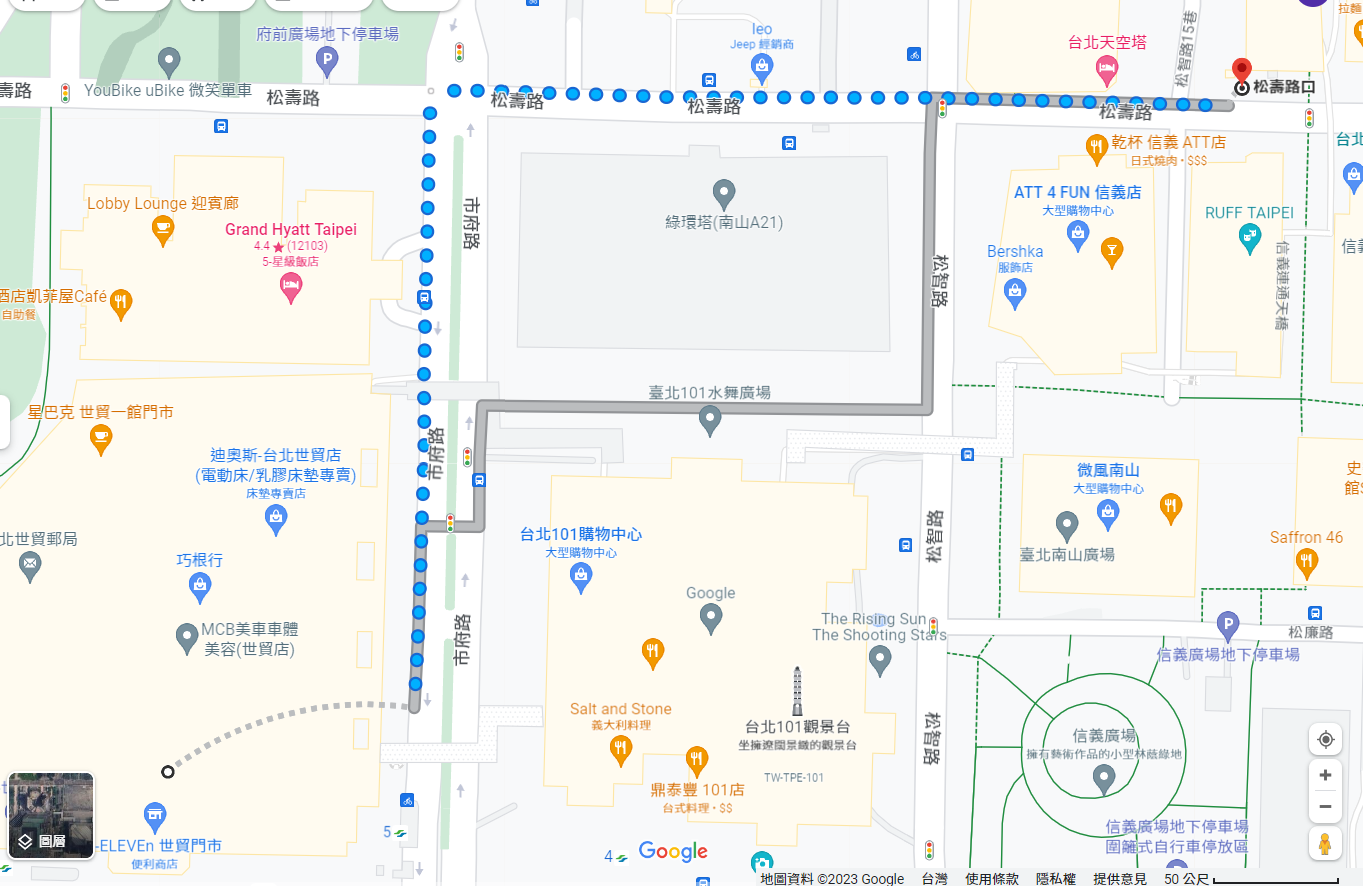 府前廣場地下停車場
P
leo
Jeep 經銷商
台北天空塔
松智路15巷
拉麵
壽路
YouBike uBike 微笑單車
松壽路
松壽路
松壽路
松壽路
松壽路口
台北
乾杯 信義 ATT店
日式燒肉・$$$
Lobby Lounge 迎賓廊
Grand Hyatt Taipei
4.4 ★ (12103)
5-星級飯店
市府路
綠環塔(南山A21)
ATT 4 FUN 信義店
大型購物中心
RUFF TAIPEI
Bershka
服飾店
松智路
信義連通天橋
信義
酒店凱菲屋Café
自助餐
臺北101水舞廣場
星巴克 世貿一館門市
市府路
迪奧斯-台北世貿店
(電動床/乳膠床墊專賣)
床墊專賣店
微風南山
大型購物中心
史
館S
北世貿郵局
台北101購物中心
大型購物中心
松智路
臺北南山廣場
Saffron 46
巧根行
Google
MCB美車車體
美容(世貿店)
市府路
The Rising Sun,
The Shooting Stars
P
松廉路
信義廣場地下停車場
Salt and Stone
義大利料理
台北101觀景台
坐擁遼闊景緻的觀景台
TW-TPE-101
松智路
信義廣場
擁有藝術作品的小型林蔭綠地
鼎泰豐 101店
台式料理・$$
信義廣場地下停車場
圍籬式自行車停放區
圖層
-ELEVEn 世貿門市
便利商店
5
4
Google
地圖資料 ©2023 Google
台灣
使用條款
隱私權
提供意見
50 公尺